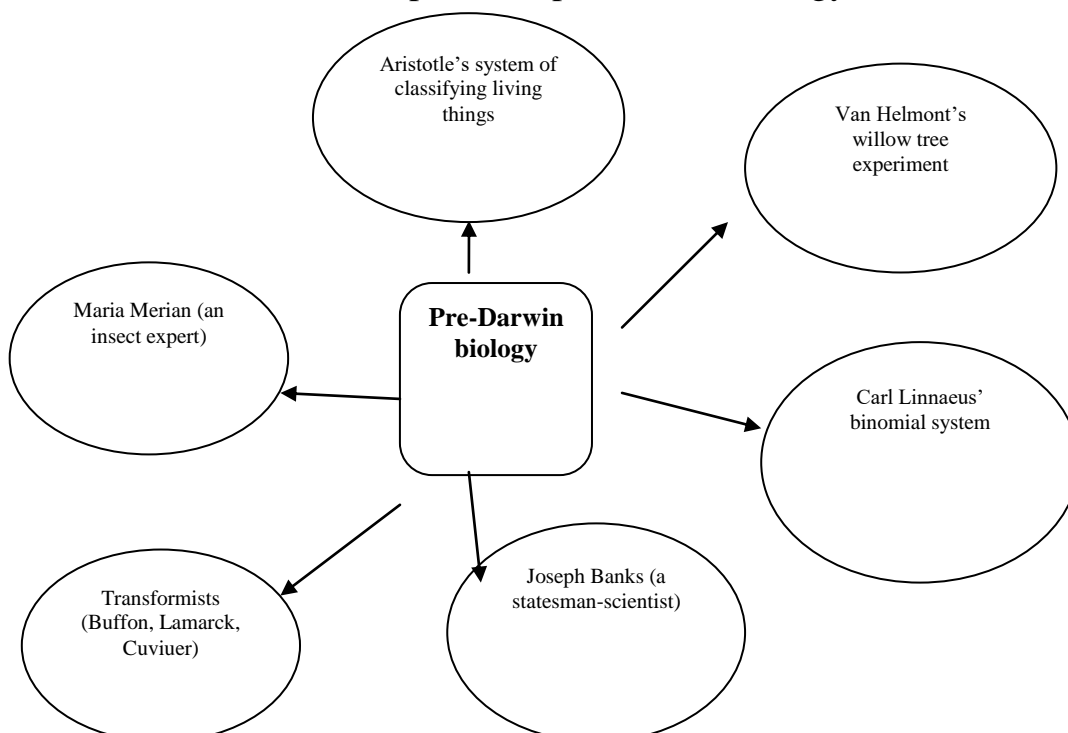 Aristotle's system of
classifying living
things
Van Helmont's
willow tree
experiment
Maria Merian (an
insect expert)
Pre-Darwin
biology
Carl Linnaeus'
binomial system
Joseph Banks (a
statesman-scientist)
Transformists
(Buffon, Lamarck,
Cuviuer)